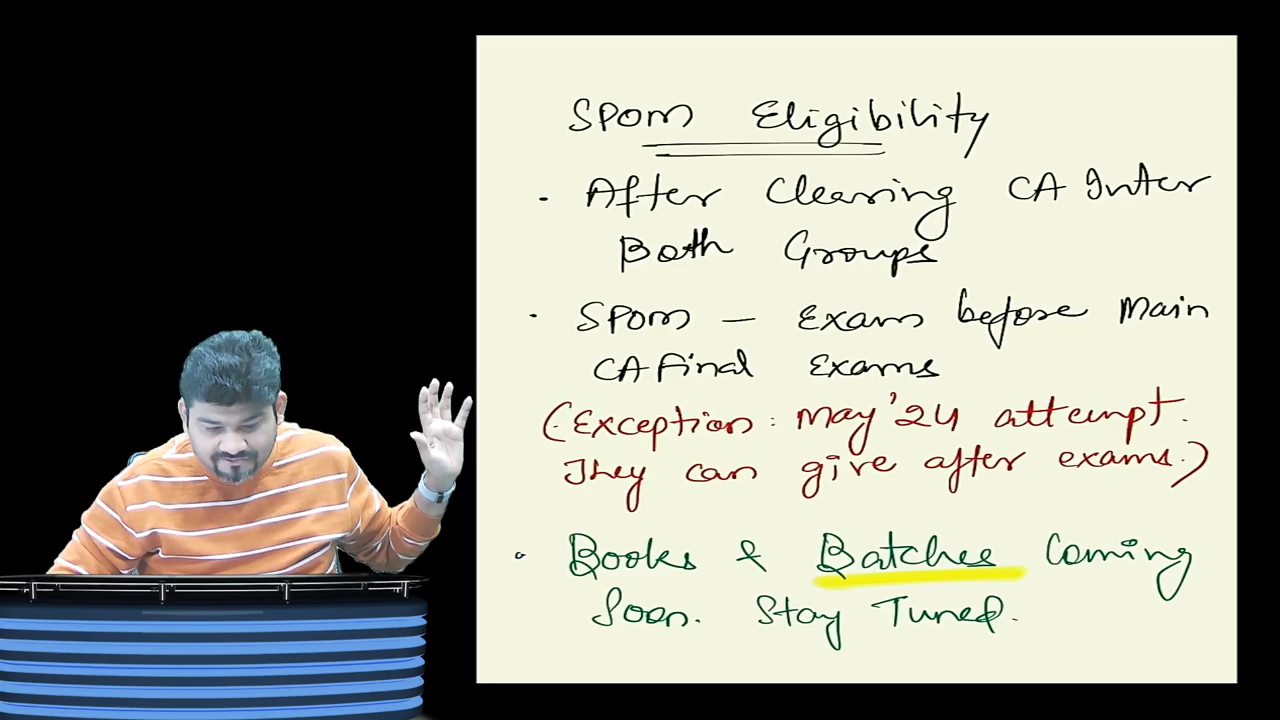 SPOM Eligibility
· After Clearing CA Inter
Both Groups
· SPOM – Exam before Main
CA Final Exams
(Exception: May'24 attempt.
They can give after exams.)
· Books & Batches Coming
Soon. Stay Tuned.